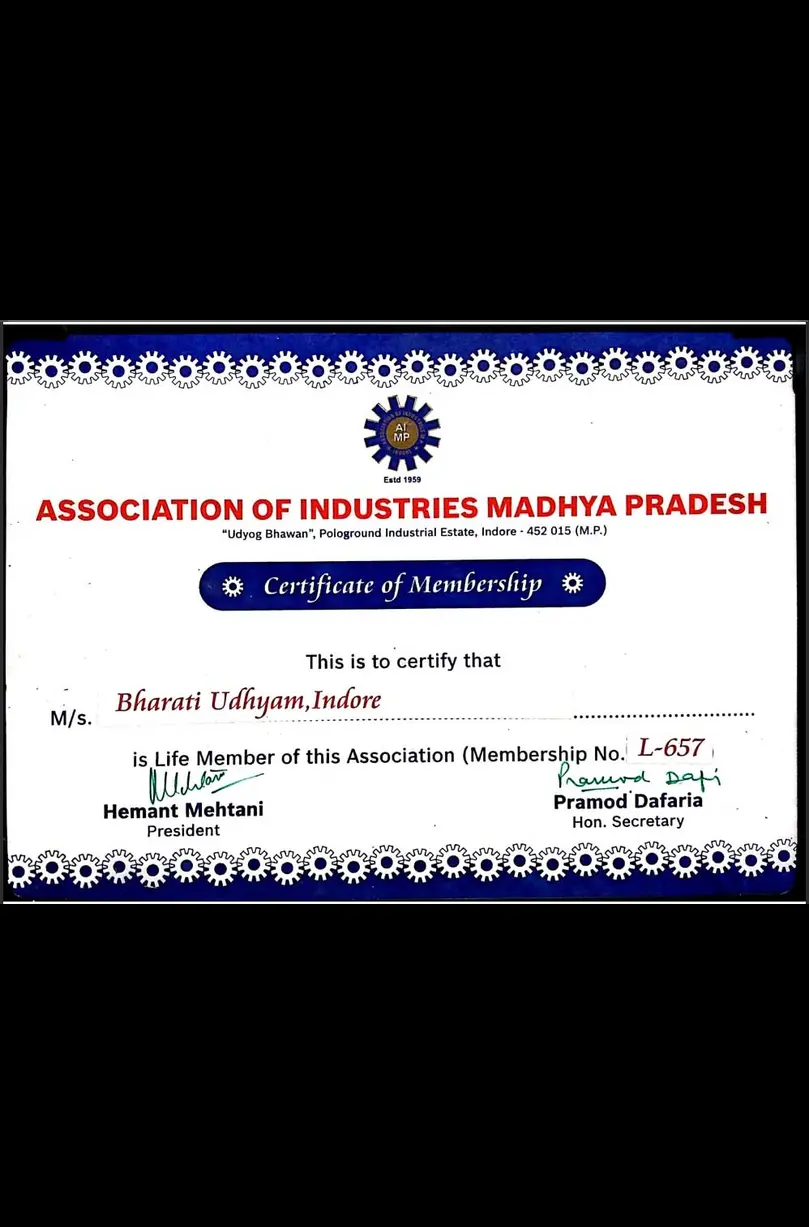 AI
MP
Estd 1959
ASSOCIATION OF INDUSTRIES MADHYA PRADESH
"Udyog Bhawan", Pologround Industrial Estate, Indore - 452 015 (M.P.)
Certificate of Membership
This is to certify that
M/s. Bharati Udhyam,Indore
is Life Member of this Association (Membership No. L-657
Pramod Dafi
Hemant Mehtani
President
Pramod Dafaria
Hon. Secretary